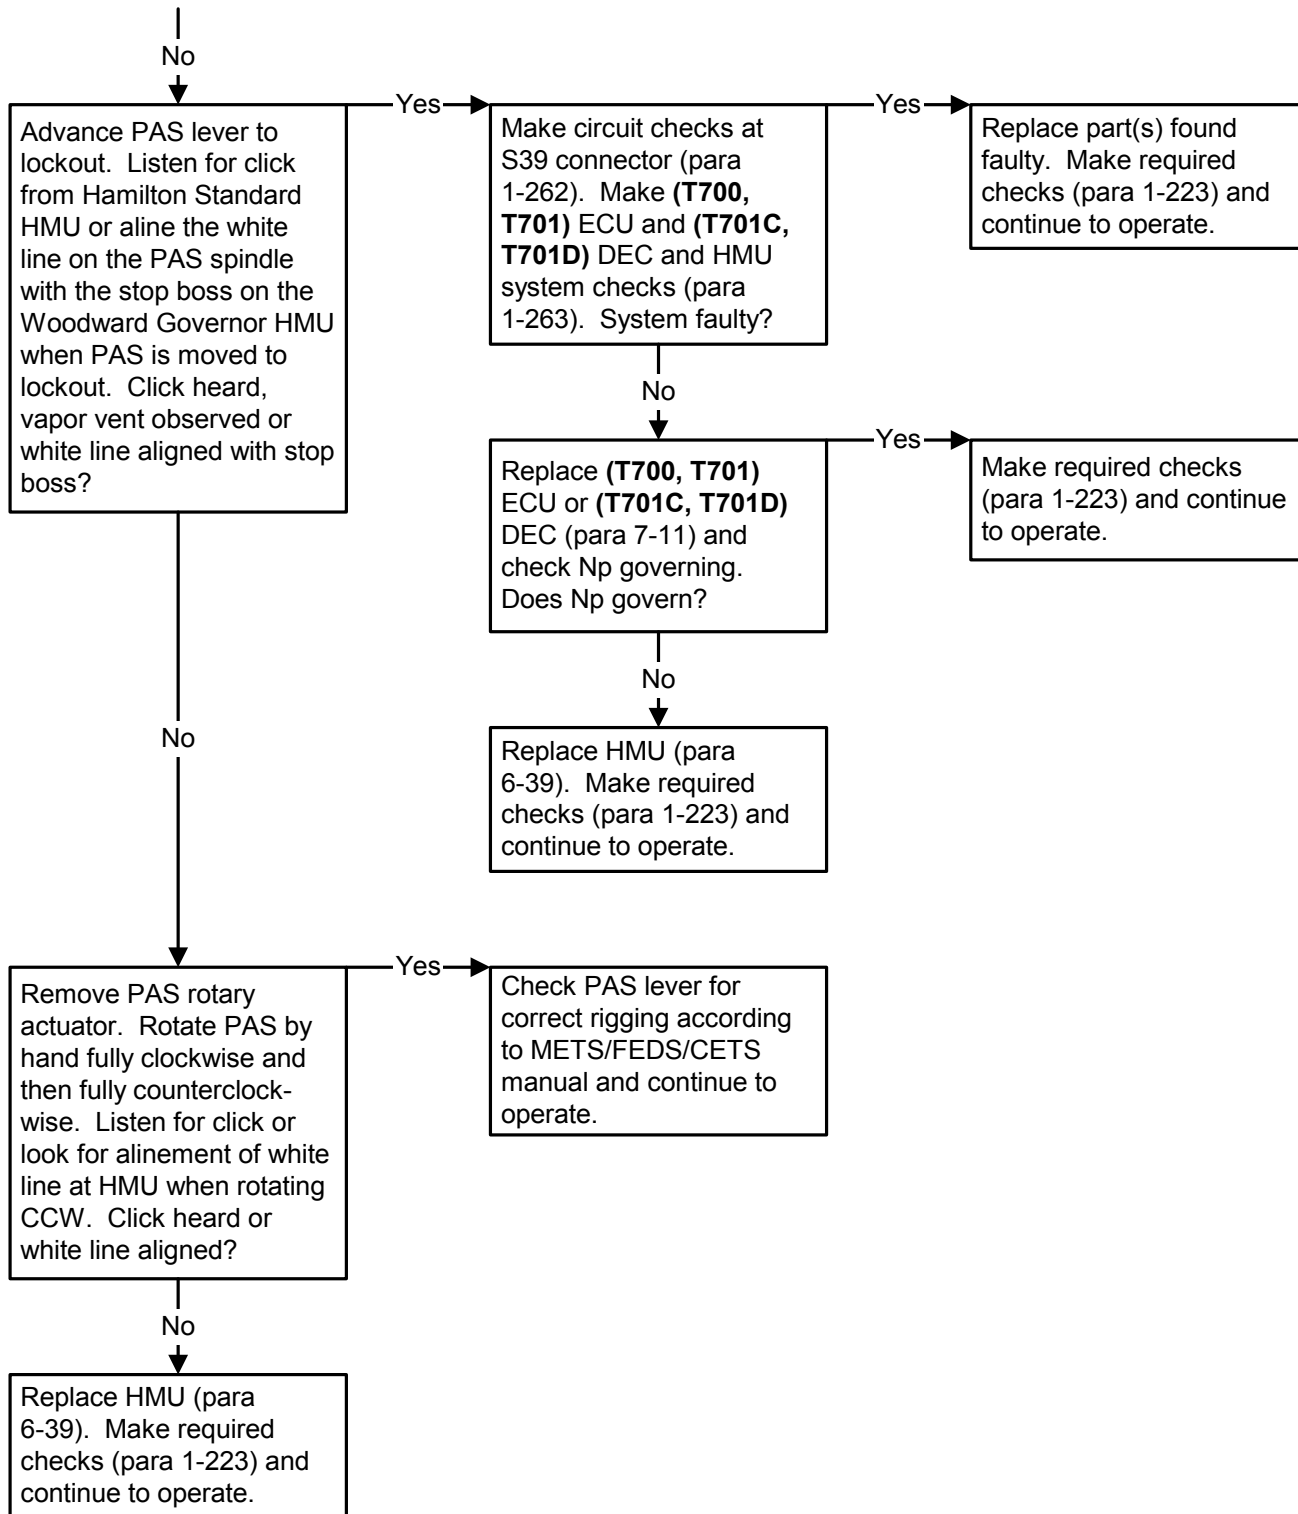 No
Advance PAS lever to
lockout. Listen for click
from Hamilton Standard
HMU or aline the white
line on the PAS spindle
with the stop boss on the
Woodward Governor HMU
when PAS is moved to
lockout. Click heard,
vapor vent observed or
white line aligned with stop
boss?
Yes
Make circuit checks at
S39 connector (para
1-262). Make (T700,
T701) ECU and (T701C,
T701D) DEC and HMU
system checks (para
1-263). System faulty?
Yes
Replace part(s) found
faulty. Make required
checks (para 1-223) and
continue to operate.
No
Replace (T700, T701)
ECU or (T701C, T701D)
DEC (para 7-11) and
check Np governing.
Does Np govern?
Yes
Make required checks
(para 1-223) and continue
to operate.
No
Replace HMU (para
6-39). Make required
checks (para 1-223) and
continue to operate.
No
Remove PAS rotary
actuator. Rotate PAS by
hand fully clockwise and
then fully counterclock-
wise. Listen for click or
look for alinement of white
line at HMU when rotating
CCW. Click heard or
white line aligned?
Yes
Check PAS lever for
correct rigging according
to METS/FEDS/CETS
manual and continue to
operate.
No
Replace HMU (para
6-39). Make required
checks (para 1-223) and
continue to operate.